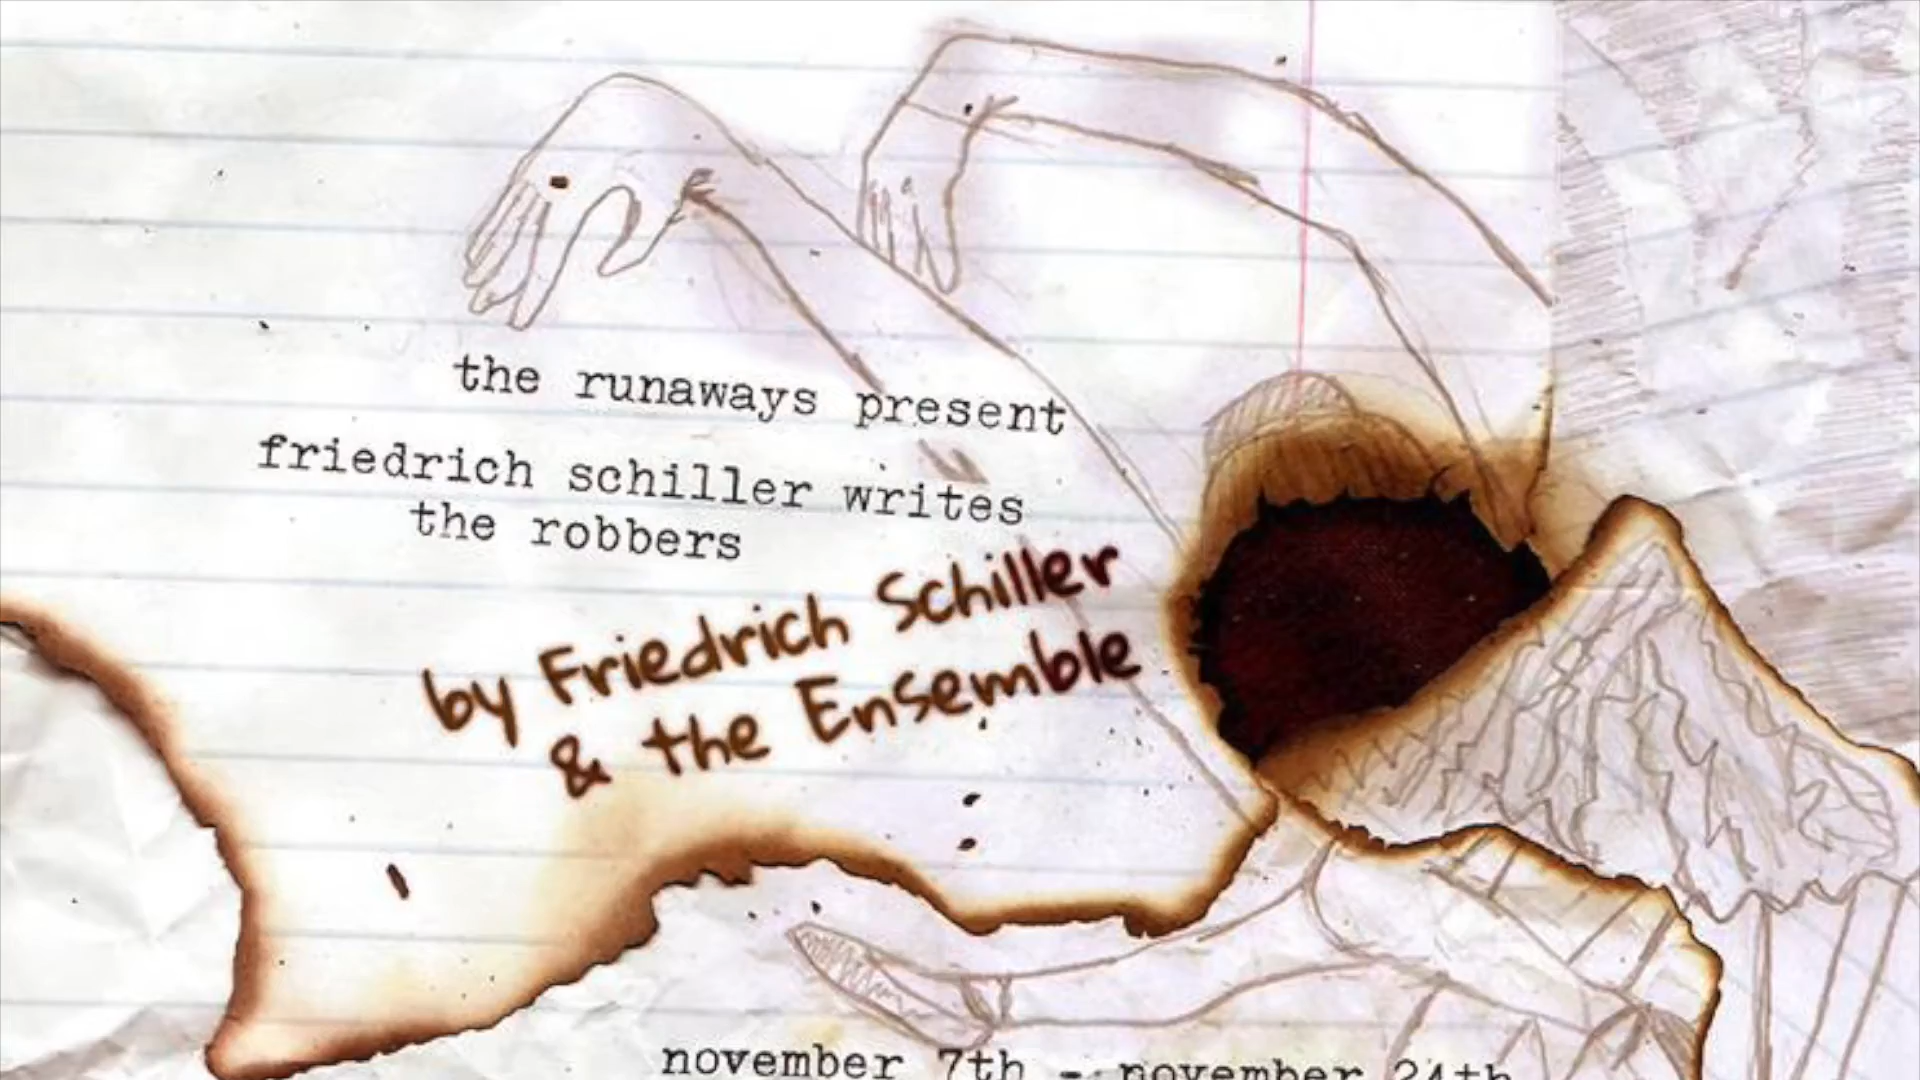 the runaways present
friedrich schiller writes
the robbers
by Friedrich Schiller
& the Ensemble
november 7th - november 24th